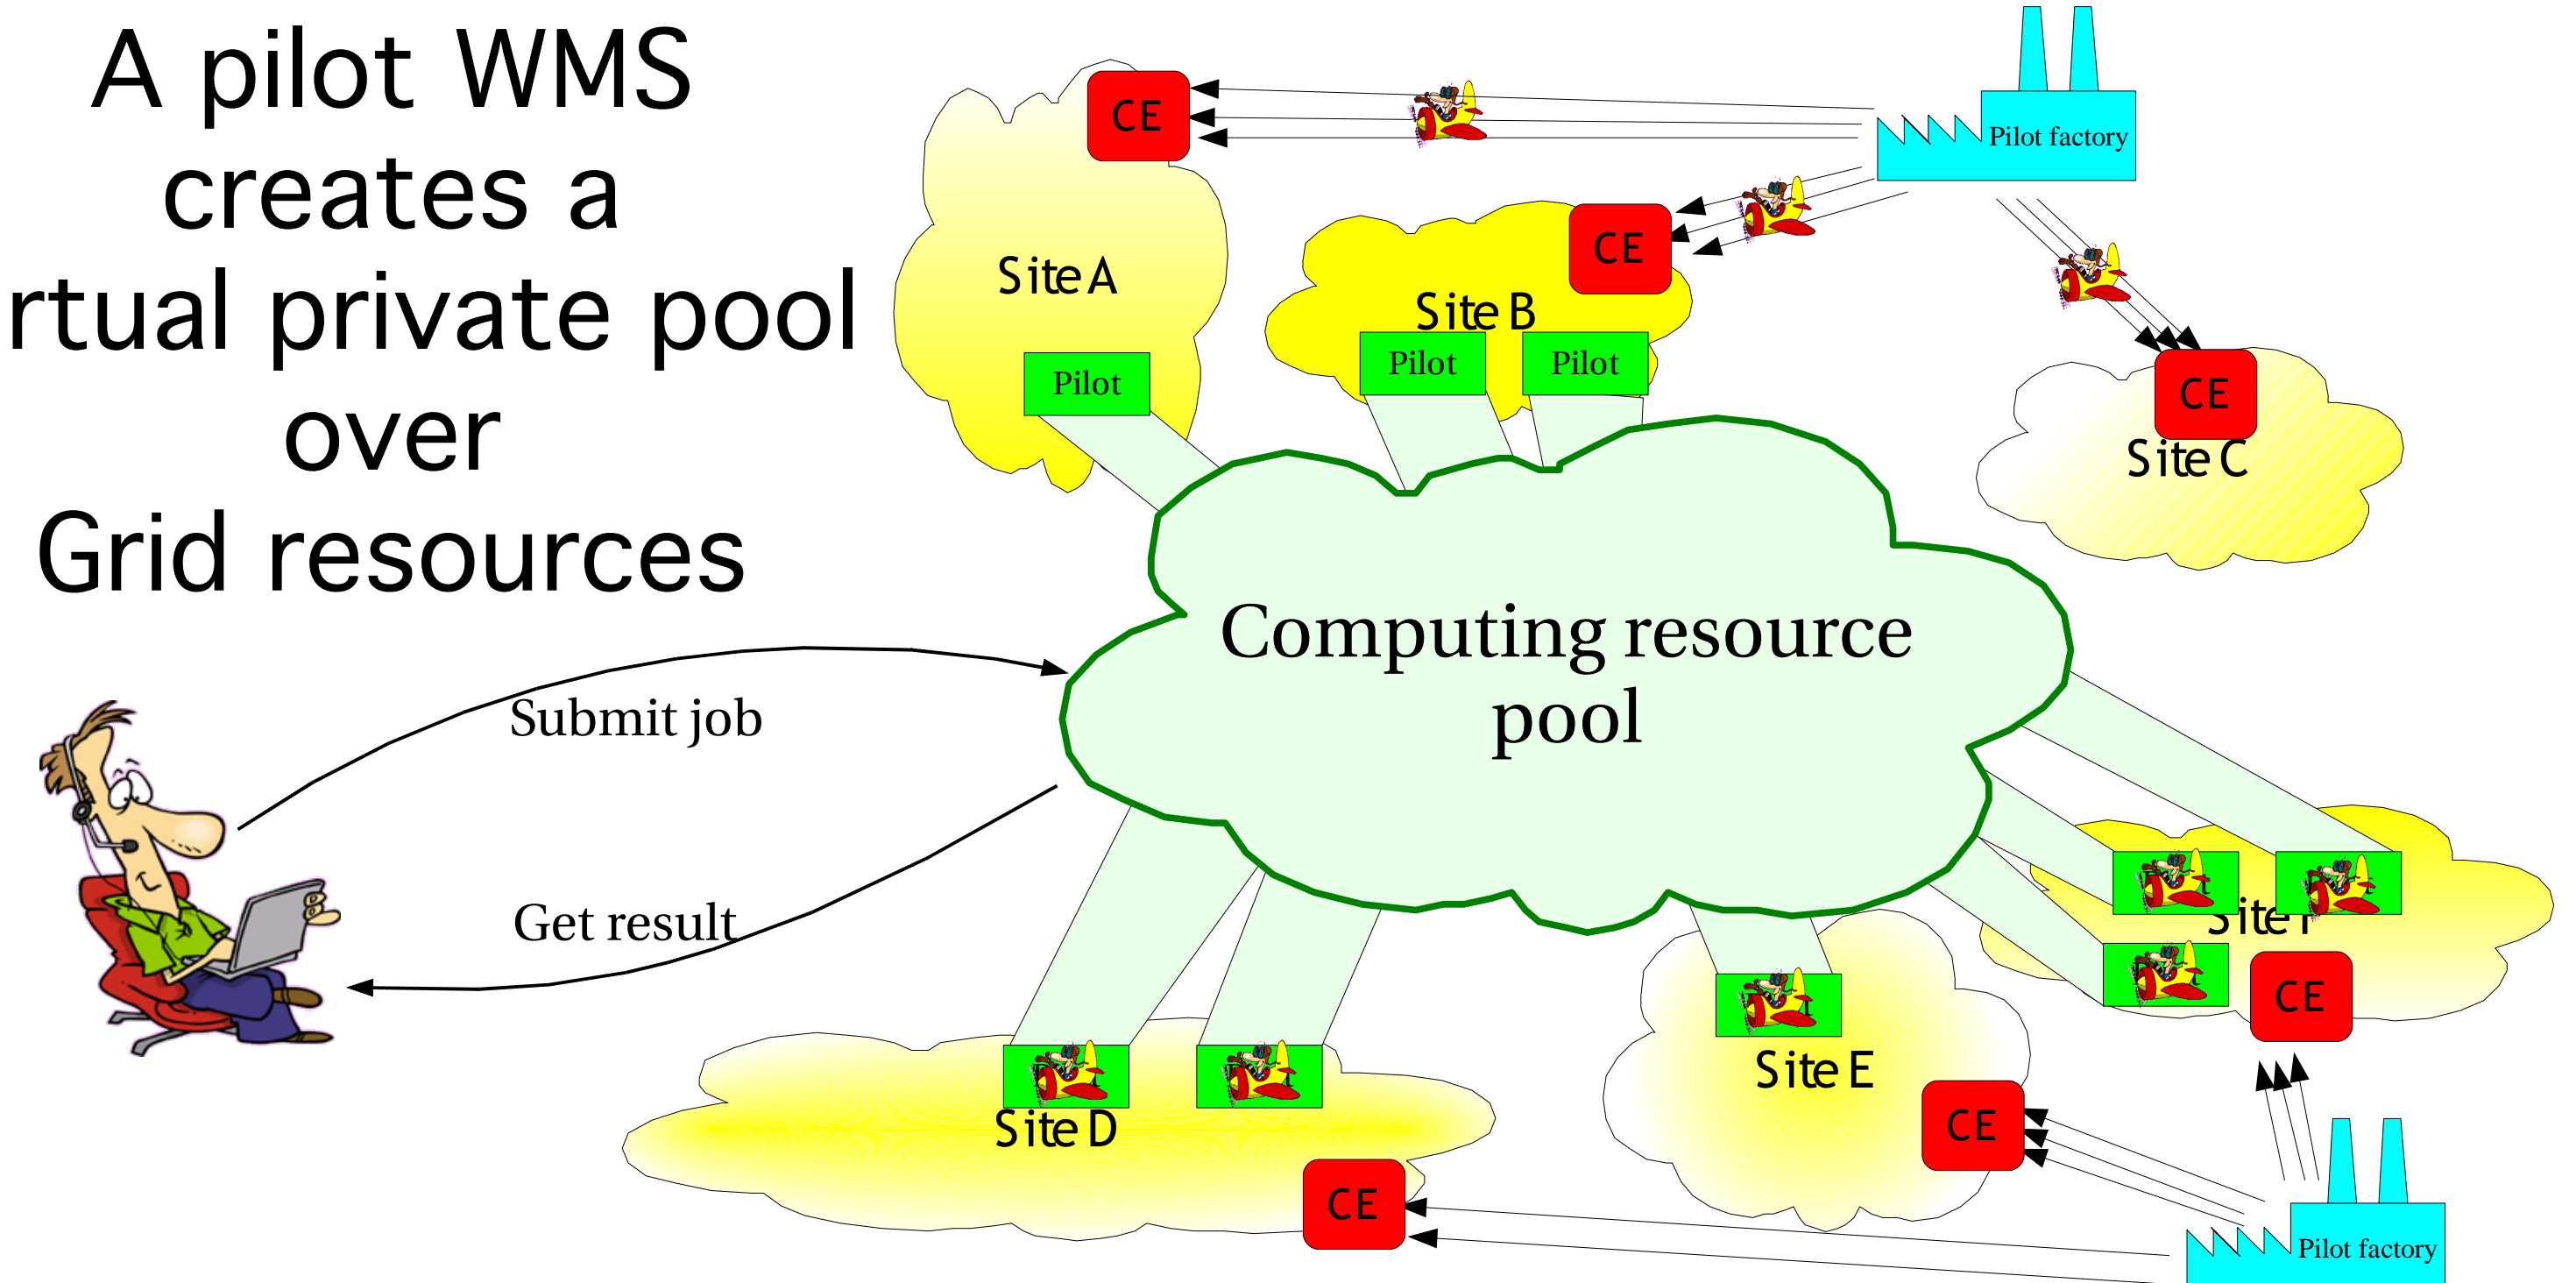 A pilot WMS
creates a
rtual private pool
over
Grid resources
CE
Pilot factory
CE
Site A
Site B
Pilot
Pilot
Pilot
CE
Site C
Computing resource
pool
Submit job
Get result
Site
CE
Site E
CE
Site D
CE
Pilot factory